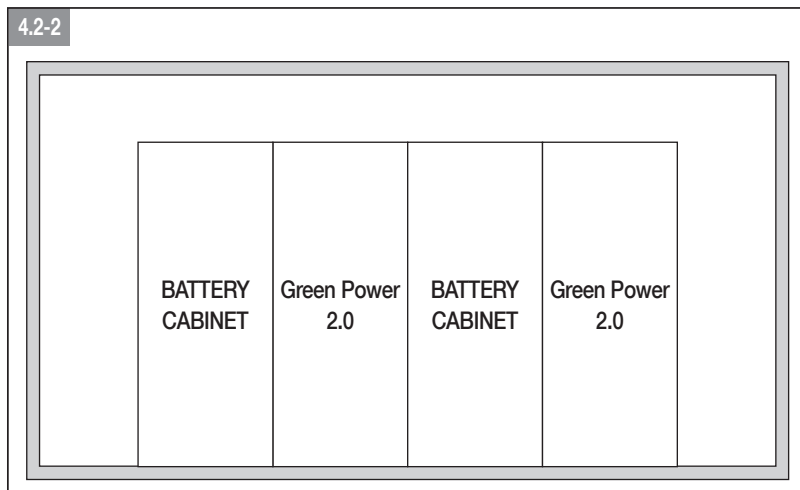 4.2-2
BATTERY
CABINET
Green Power
2.0
BATTERY
CABINET
Green Power
2.0